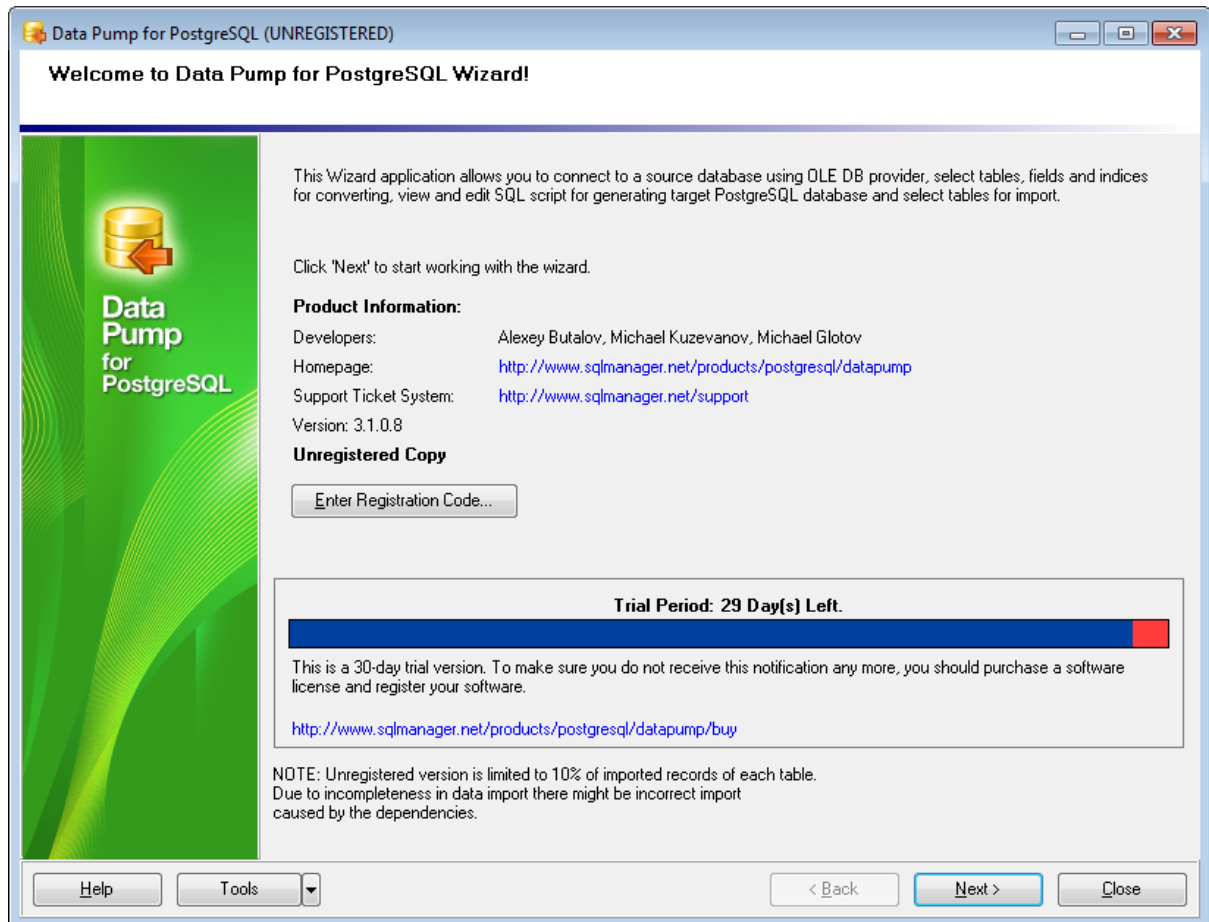 Data Pump for PostgreSQL (UNREGISTERED)
Welcome to Data Pump for PostgreSQL Wizard!
Data
Pump
for
PostgreSQL
This Wizard application allows you to connect to a source database using OLE DB provider, select tables, fields and indices
for converting, view and edit SQL script for generating target PostgreSQL database and select tables for import.
Click 'Next' to start working with the wizard.
Product Information:
Developers: Alexey Butalov, Michael Kuzevanov, Michael Glotov
Homepage: http://www.sqlmanager.net/products/postgresql/datapump
Support Ticket System: http://www.sqlmanager.net/support
Version: 3.1.0.8
Unregistered Copy
Enter Registration Code...
Trial Period: 29 Day(s) Left.
This is a 30-day trial version. To make sure you do not receive this notification any more, you should purchase a software
license and register your software.
http://www.sqlmanager.net/products/postgresql/datapump/buy
NOTE: Unregistered version is limited to 10% of imported records of each table.
Due to incompleteness in data import there might be incorrect import
caused by the dependencies.
Help Tools < Back Next > Close